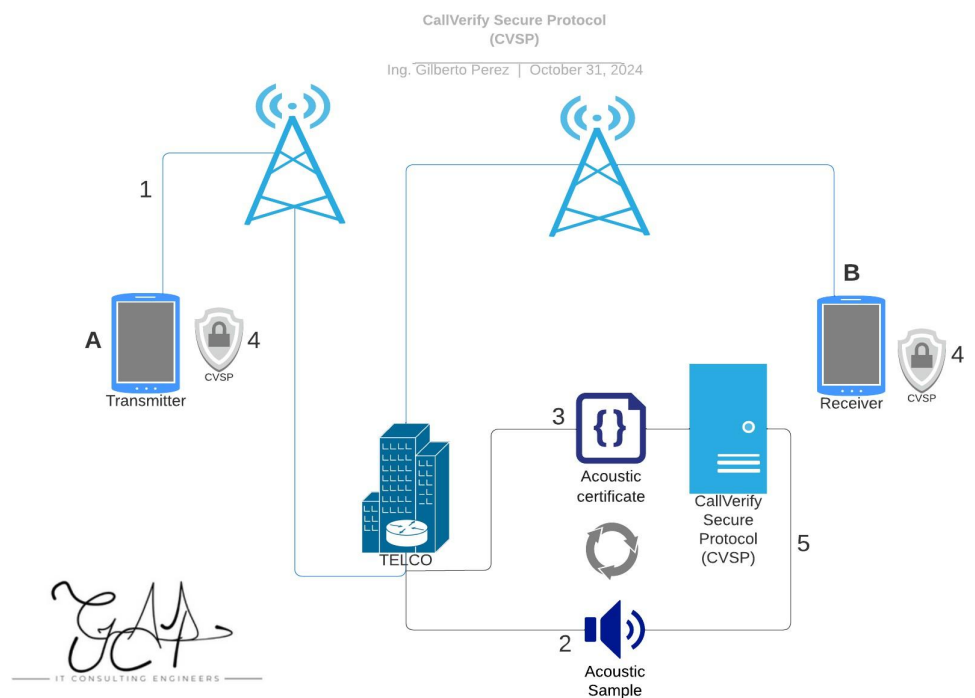 CallVerify Secure Protocol
(CVSP)
Ing. Gilberto Perez | October 31, 2024
1
A
4
CVSP
Transmitter
B
4
CVSP
Receiver
3
{}
Acoustic
certificate
CallVerify
Secure
Protocol
(CVSP)
5
TELCO
2
Acoustic
Sample
IT CONSULTING ENGINEERS